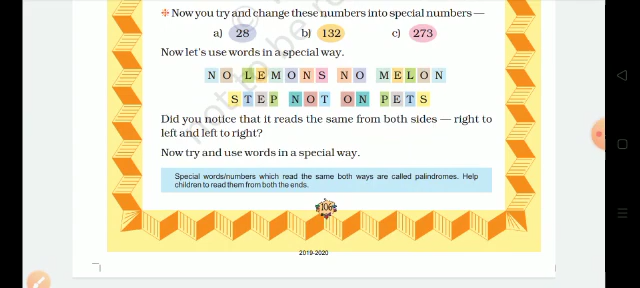 ✤ Now you try and change these numbers into special numbers —
a) 28 b) 132 c) 273
Now let's use words in a special way.
NO LEMONS NO MELON
STEP NOT ON PETS
Did you notice that it reads the same from both sides — right to
left and left to right?
Now try and use words in a special way.
Special words/numbers which read the same both ways are called palindromes. Help
children to read them from both the ends.
106
2019-2020